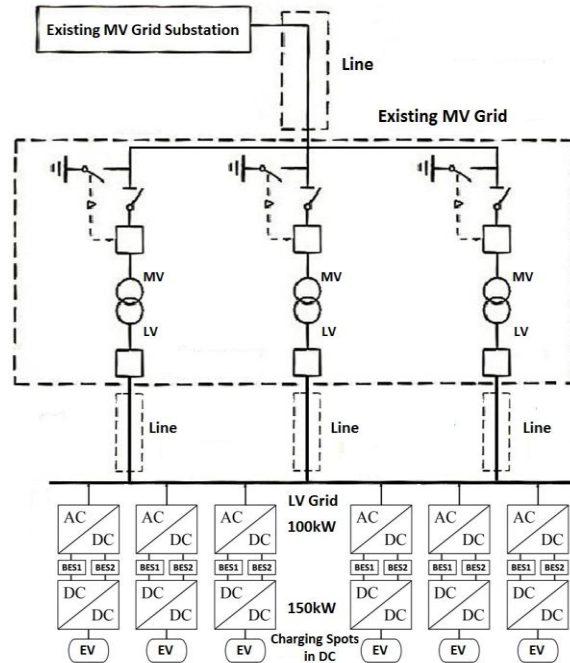 Existing MV Grid Substation
Line
Existing MV Grid
MV MV MV
LV LV LV
Line Line Line
LV Grid
AC AC AC 100kW AC AC AC
DC DC DC DC DC DC
BES1 BES2 BES1 BES2 BES1 BES2 BES1 BES2 BES1 BES2 BES1 BES2
DC DC DC 150kW DC DC DC
DC DC DC DC DC DC
EV EV EV Charging Spots EV EV EV
in DC